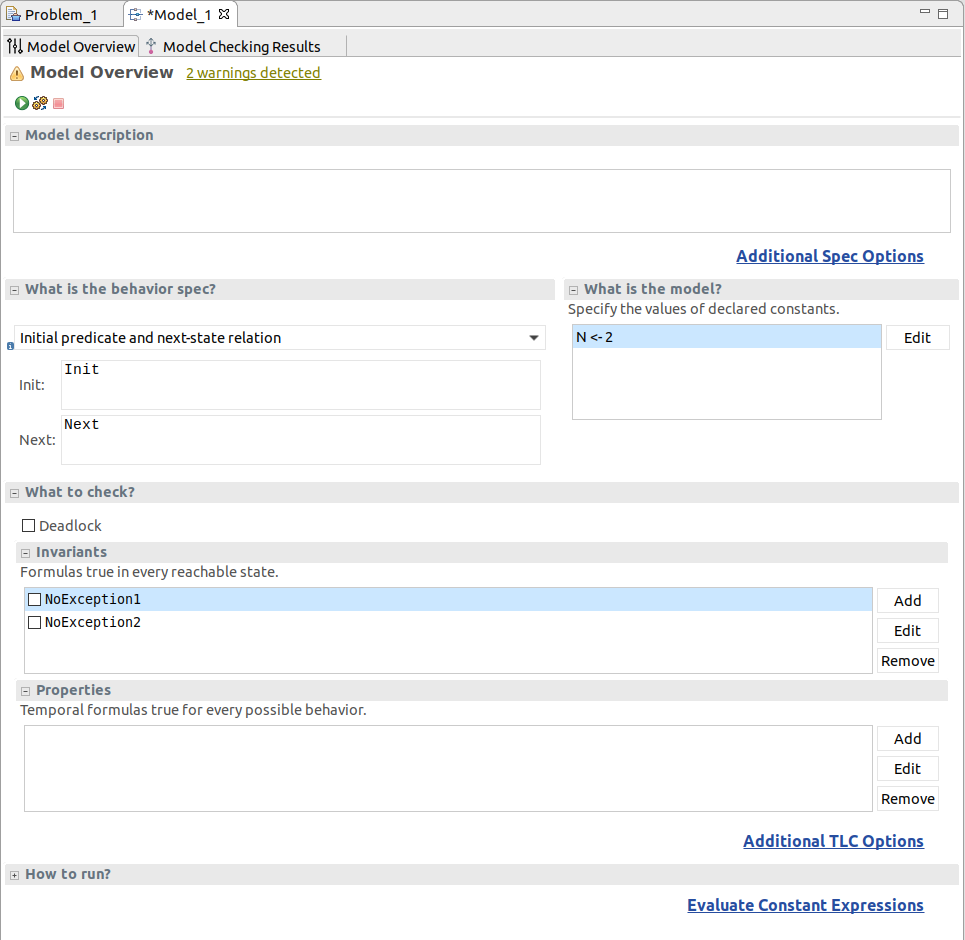 Problem_1 *Model_1
Model Overview Model Checking Results
Model Overview 2 warnings detected
Model description
Additional Spec Options
What is the behavior spec? What is the model?
Specify the values of declared constants.
Initial predicate and next-state relation N <- 2 Edit
Init: Init
Next: Next
What to check?
Deadlock
Invariants
Formulas true in every reachable state.
NoException1 Add
NoException2 Edit
Remove
Properties
Temporal formulas true for every possible behavior.
Add
Edit
Remove
Additional TLC Options
How to run?
Evaluate Constant Expressions